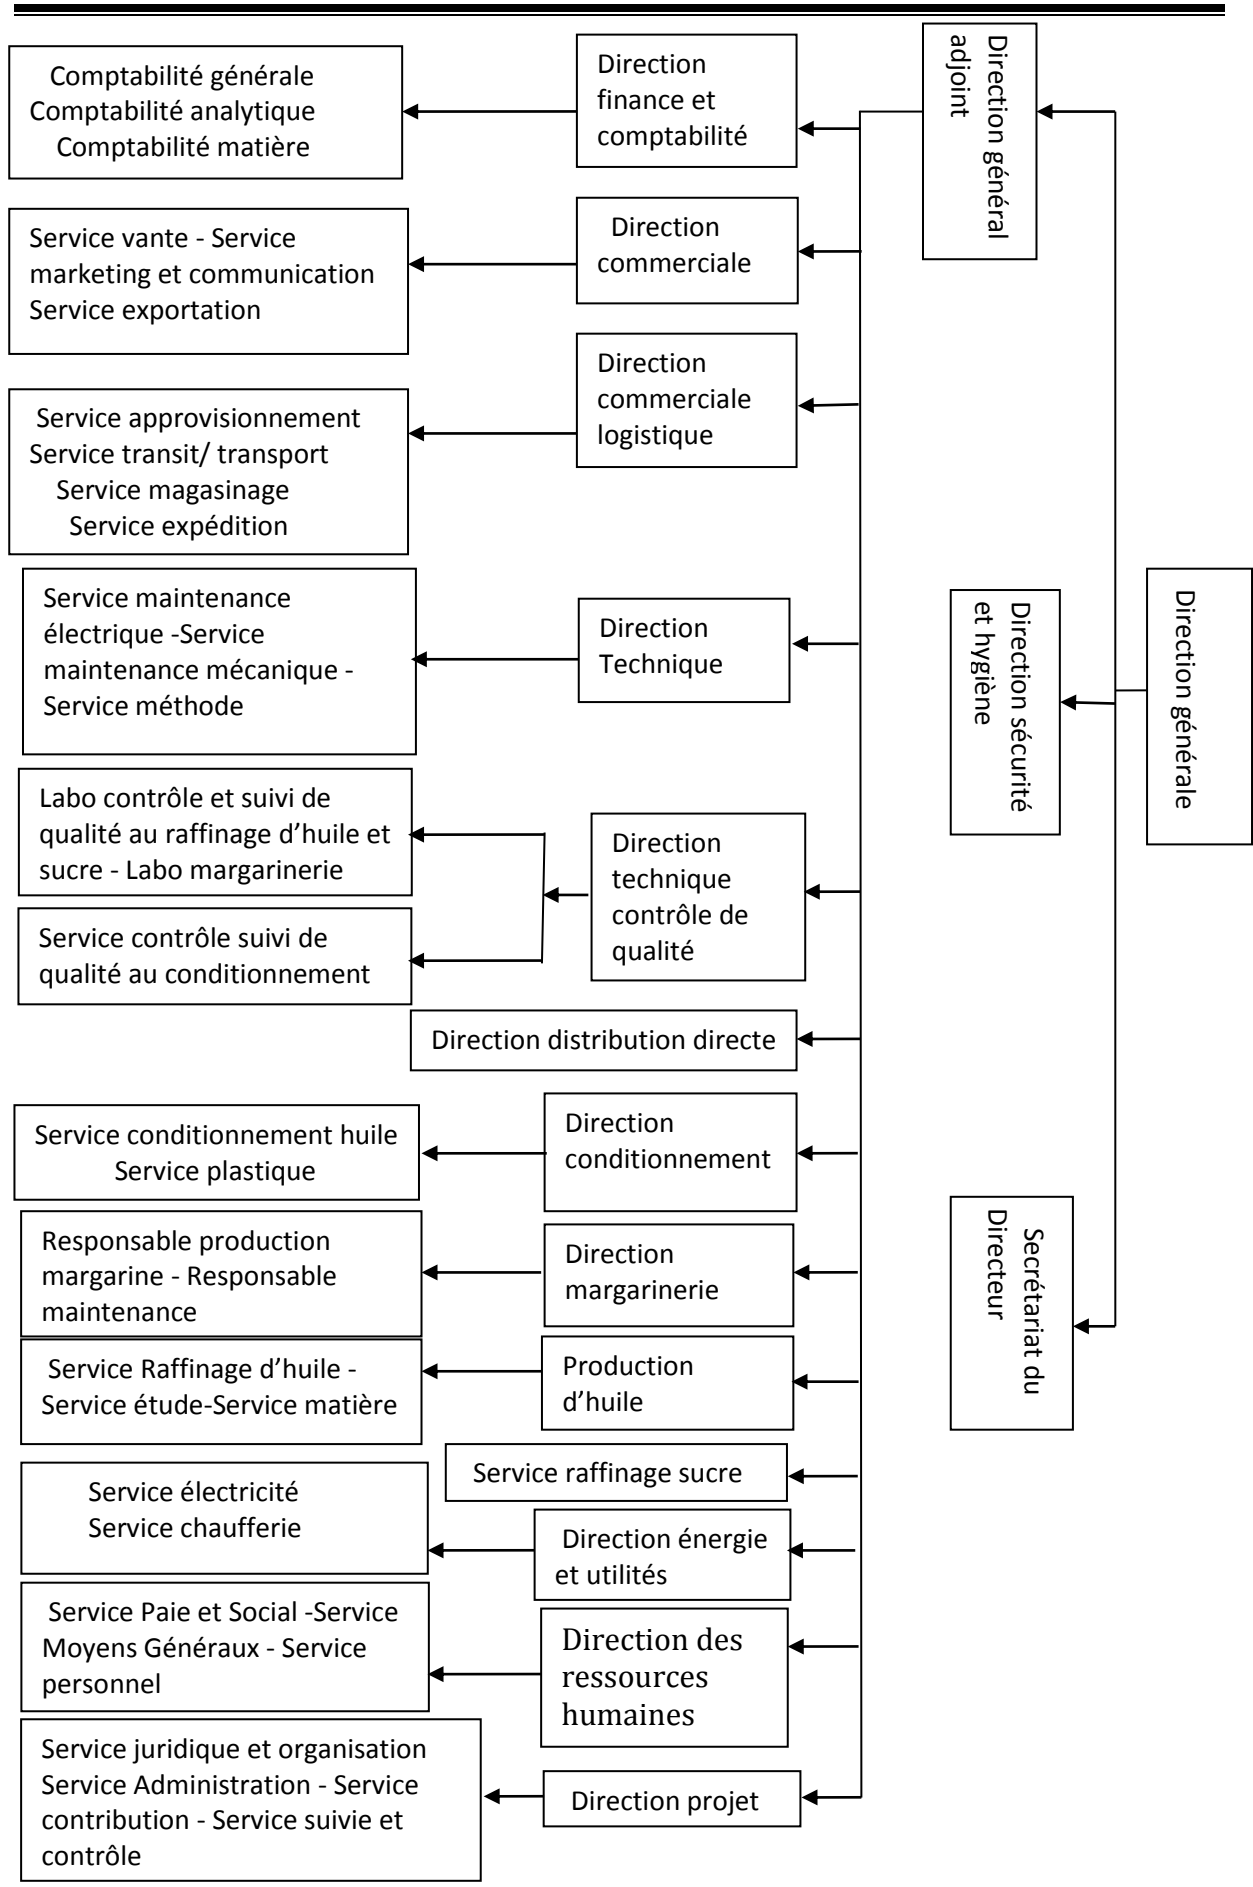 Comptabilité générale
Comptabilité analytique
Comptabilité matière
Direction
finance et
comptabilité
Direction général
adjoint
Service vante - Service
marketing et communication
Service exportation
Direction
commerciale
Service approvisionnement
Service transit/ transport
Service magasinage
Service expédition
Direction
commerciale
logistique
Service maintenance
électrique -Service
maintenance mécanique -
Service méthode
Direction
Technique
Direction sécurité
et hygiène
Direction générale
Labo contrôle et suivi de
qualité au raffinage d’huile et
sucre - Labo margarinerie
Service contrôle suivi de
qualité au conditionnement
Direction
technique
contrôle de
qualité
Direction distribution directe
Service conditionnement huile
Service plastique
Direction
conditionnement
Secrétariat du
Directeur
Responsable production
margarine - Responsable
maintenance
Direction
margarinerie
Service Raffinage d’huile -
Service étude-Service matière
Production
d’huile
Service raffinage sucre
Service électricité
Service chaufferie
Direction énergie
et utilités
Service Paie et Social -Service
Moyens Généraux - Service
personnel
Direction des
ressources
humaines
Service juridique et organisation
Service Administration - Service
contribution - Service suivie et
contrôle
Direction projet